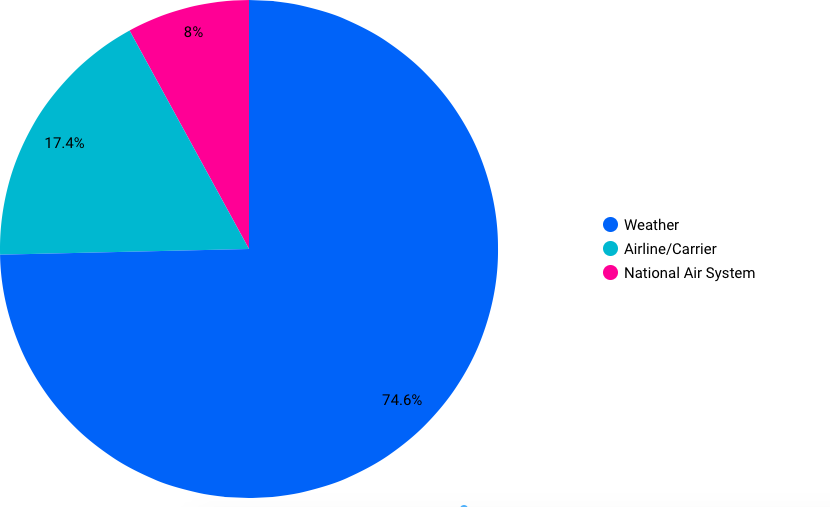 8%
17.4%
Weather
Airline/Carrier
National Air System
74.6%